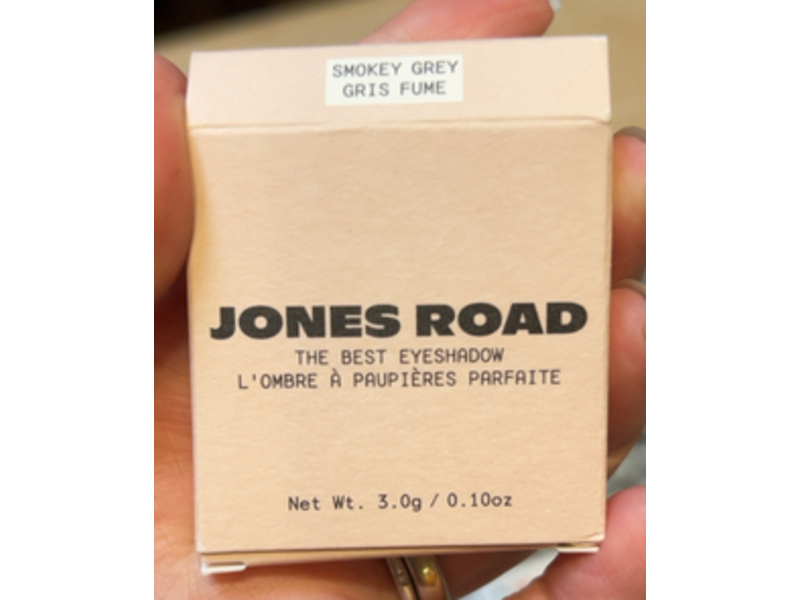 SMOKEY GREY
GRIS FUME
JONES ROAD
THE BEST EYESHADOW
L'OMBRE À PAUPIÈRES PARFAITE
Net Wt. 3.0g / 0.10oz